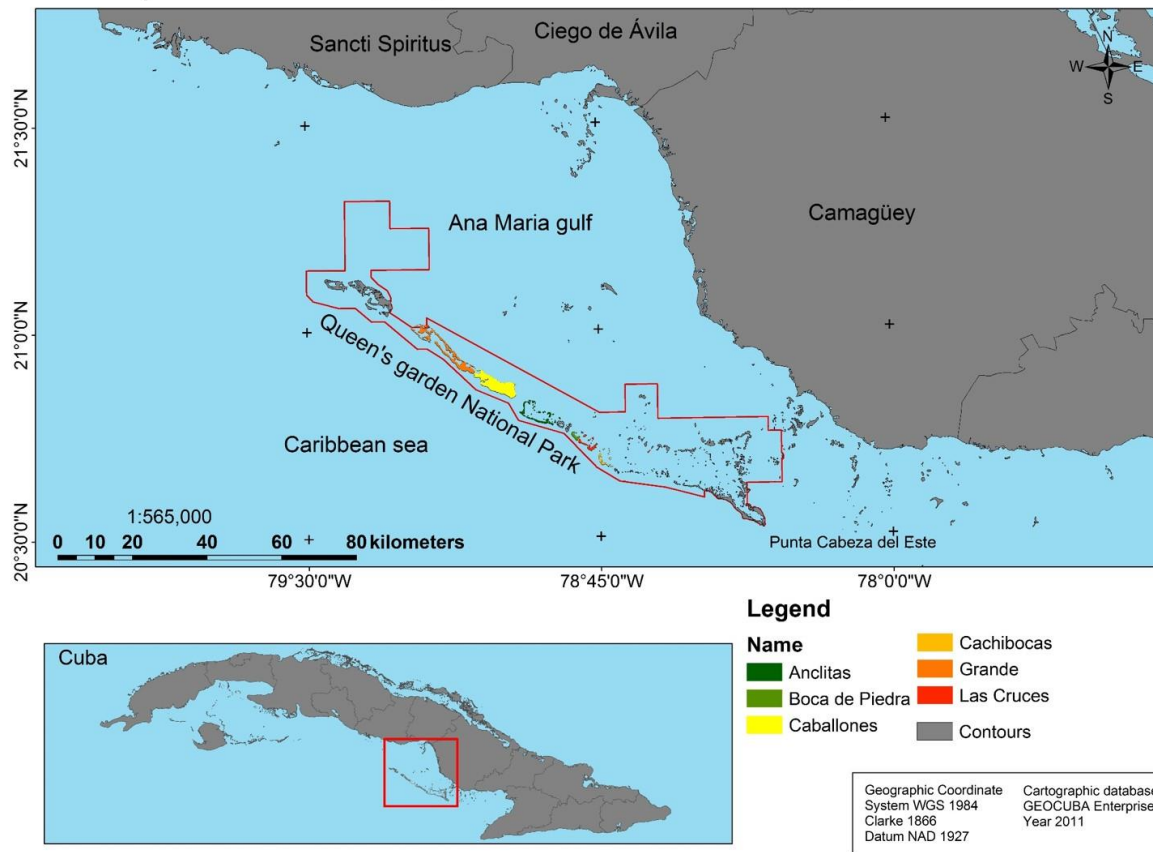 Sancti Spiritus
Ciego de Ávila
N
W E
S
21°30'0"N
Ana Maria gulf
Camagüey
21°0'0"N
Queen's garden National Park
Caribbean sea
1:565,000
0 10 20 40 60 80 kilometers
Punta Cabeza del Este
20°30'0"N
79°30'0"W 78°45'0"W 78°0'0"W
Legend
Name
Anclitas
Boca de Piedra
Caballones
Cachibocas
Grande
Las Cruces
Contours
Cuba
Geographic Coordinate
System WGS 1984
Clarke 1866
Datum NAD 1927
Cartographic database
GEOCUBA Enterprise
Year 2011